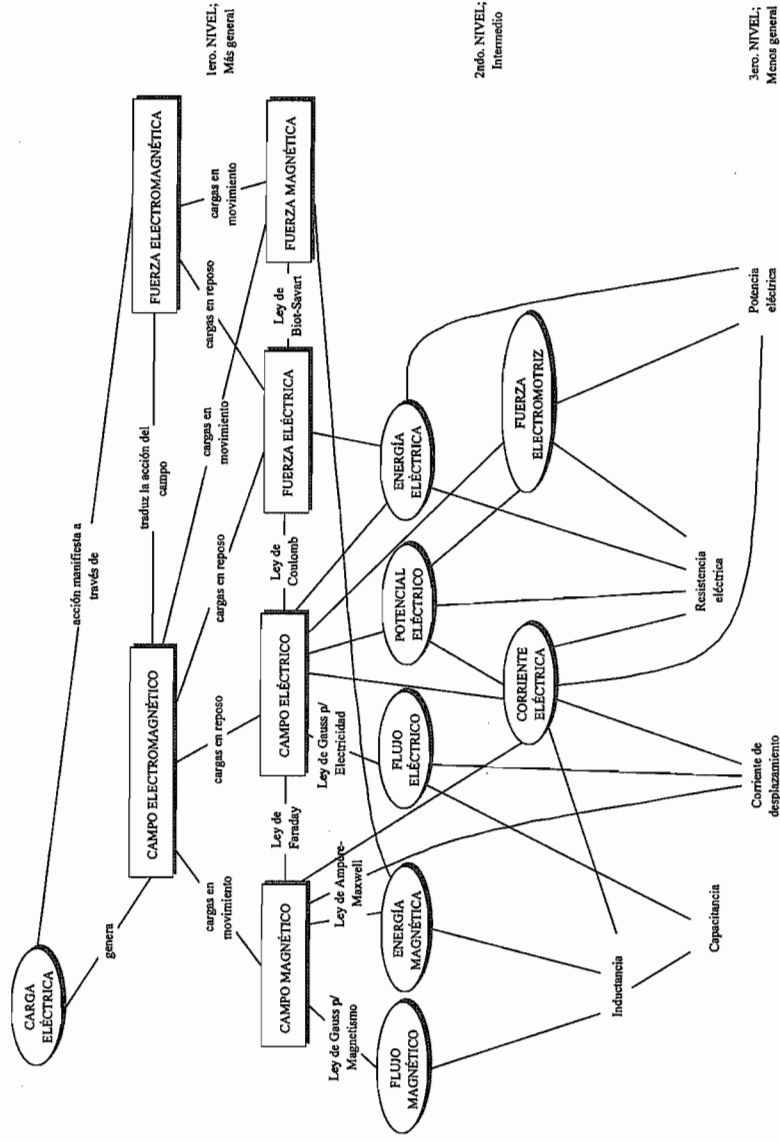 CARGA
ELÉCTRICA
acción manifiesta a
través de
genera
CAMPO ELECTROMAGNÉTICO
traduz la acción del
campo
FUERZA ELECTROMAGNÉTICA
1ero. NIVEL;
Más general
cargas en
movimiento
cargas en reposo
cargas en reposo
cargas en
movimiento
cargas en reposo
cargas en
movimiento
CAMPO MAGNÉTICO
Ley de
Faraday
CAMPO ELÉCTRICO
Ley de
Coulomb
FUERZA ELÉCTRICA
Ley de
Biot-Savart
FUERZA MAGNÉTICA
Ley de Gauss p/
Magnetismo
Ley de Ampère-
Maxwell
Ley de Gauss p/
Electricidad
FLUJO
MAGNÉTICO
ENERGÍA
MAGNÉTICA
FLUJO
ELÉCTRICO
POTENCIAL
ELÉCTRICO
ENERGÍA
ELÉCTRICA
2ndo. NIVEL;
Intermedio
CORRIENTE
ELÉCTRICA
FUERZA
ELECTROMOTRIZ
Inductancia
Capacitancia
Corriente de
desplazamiento
Resistencia
eléctrica
Potencia
eléctrica
3ero. NIVEL;
Menos general